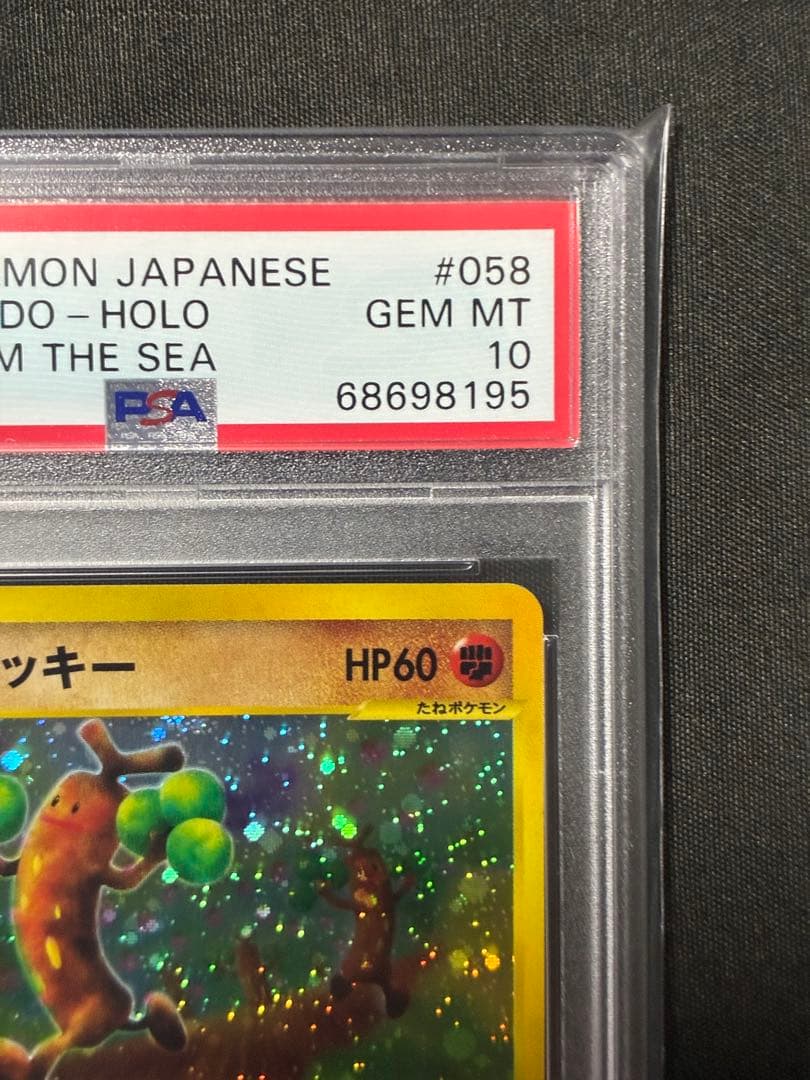 MON JAPANESE #058
DO - HOLO GEM MT
M THE SEA 10
PSA 68698195
ッキー HP60
たねポケモン